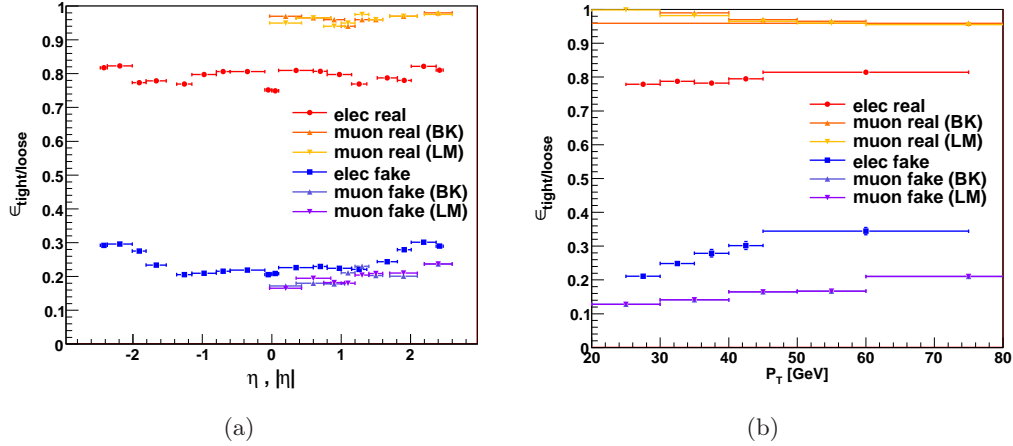 ϵtight/loose
1
0.9
0.8
0.7
0.6
0.5
0.4
0.3
0.2
0.1
0
elec real
muon real (BK)
muon real (LM)
elec fake
muon fake (BK)
muon fake (LM)
-2 -1 0 1 2
η , |η|
(a)
ϵtight/loose
1
0.9
0.8
0.7
0.6
0.5
0.4
0.3
0.2
0.1
0
elec real
muon real (BK)
muon real (LM)
elec fake
muon fake (BK)
muon fake (LM)
20 30 40 50 60 70 80
PT [GeV]
(b)